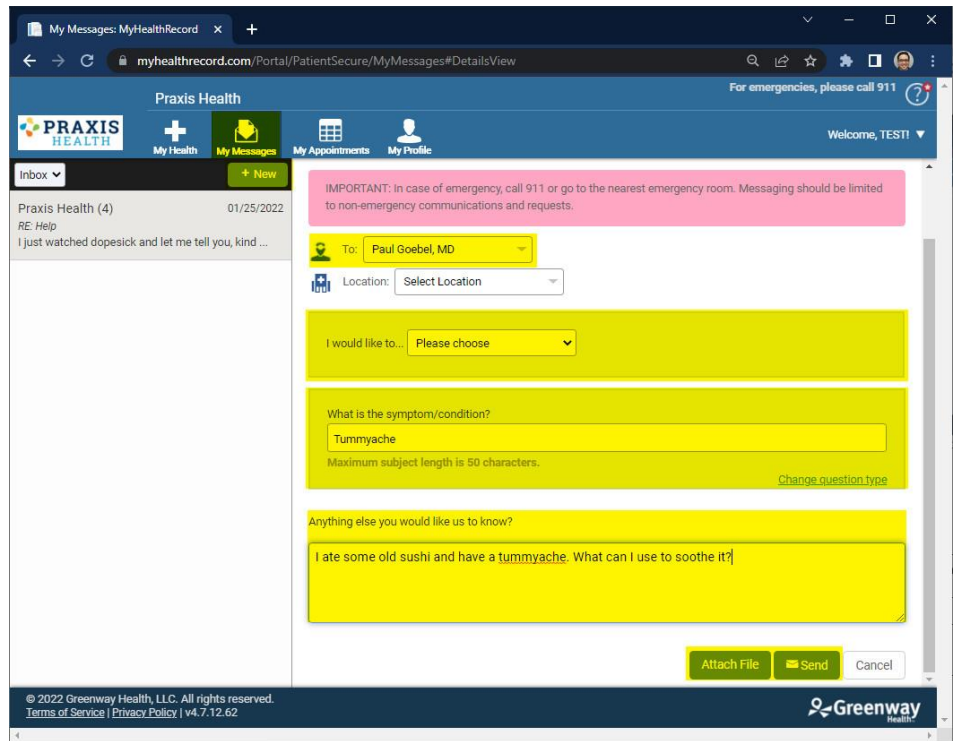 My Messages: MyHealthRecord
myhealthrecord.com/Portal/PatientSecure/MyMessages#DetailsView
Praxis Health
For emergencies, please call 911
PRAXIS
HEALTH
My Health
My Messages
My Appointments
My Profile
Welcome, TEST!
Inbox
+ New
Praxis Health (4) 01/25/2022
RE: Help
I just watched dopesick and let me tell you, kind ...
IMPORTANT: In case of emergency, call 911 or go to the nearest emergency room. Messaging should be limited
to non-emergency communications and requests.
To: Paul Goebel, MD
Location: Select Location
I would like to... Please choose
What is the symptom/condition?
Tummyache
Maximum subject length is 50 characters.
Change question type
Anything else you would like us to know?
I ate some old sushi and have a tummyache. What can I use to soothe it?
Attach File
Send
Cancel
© 2022 Greenway Health, LLC. All rights reserved.
Terms of Service | Privacy Policy | v4.7.12.62
Greenway
Health